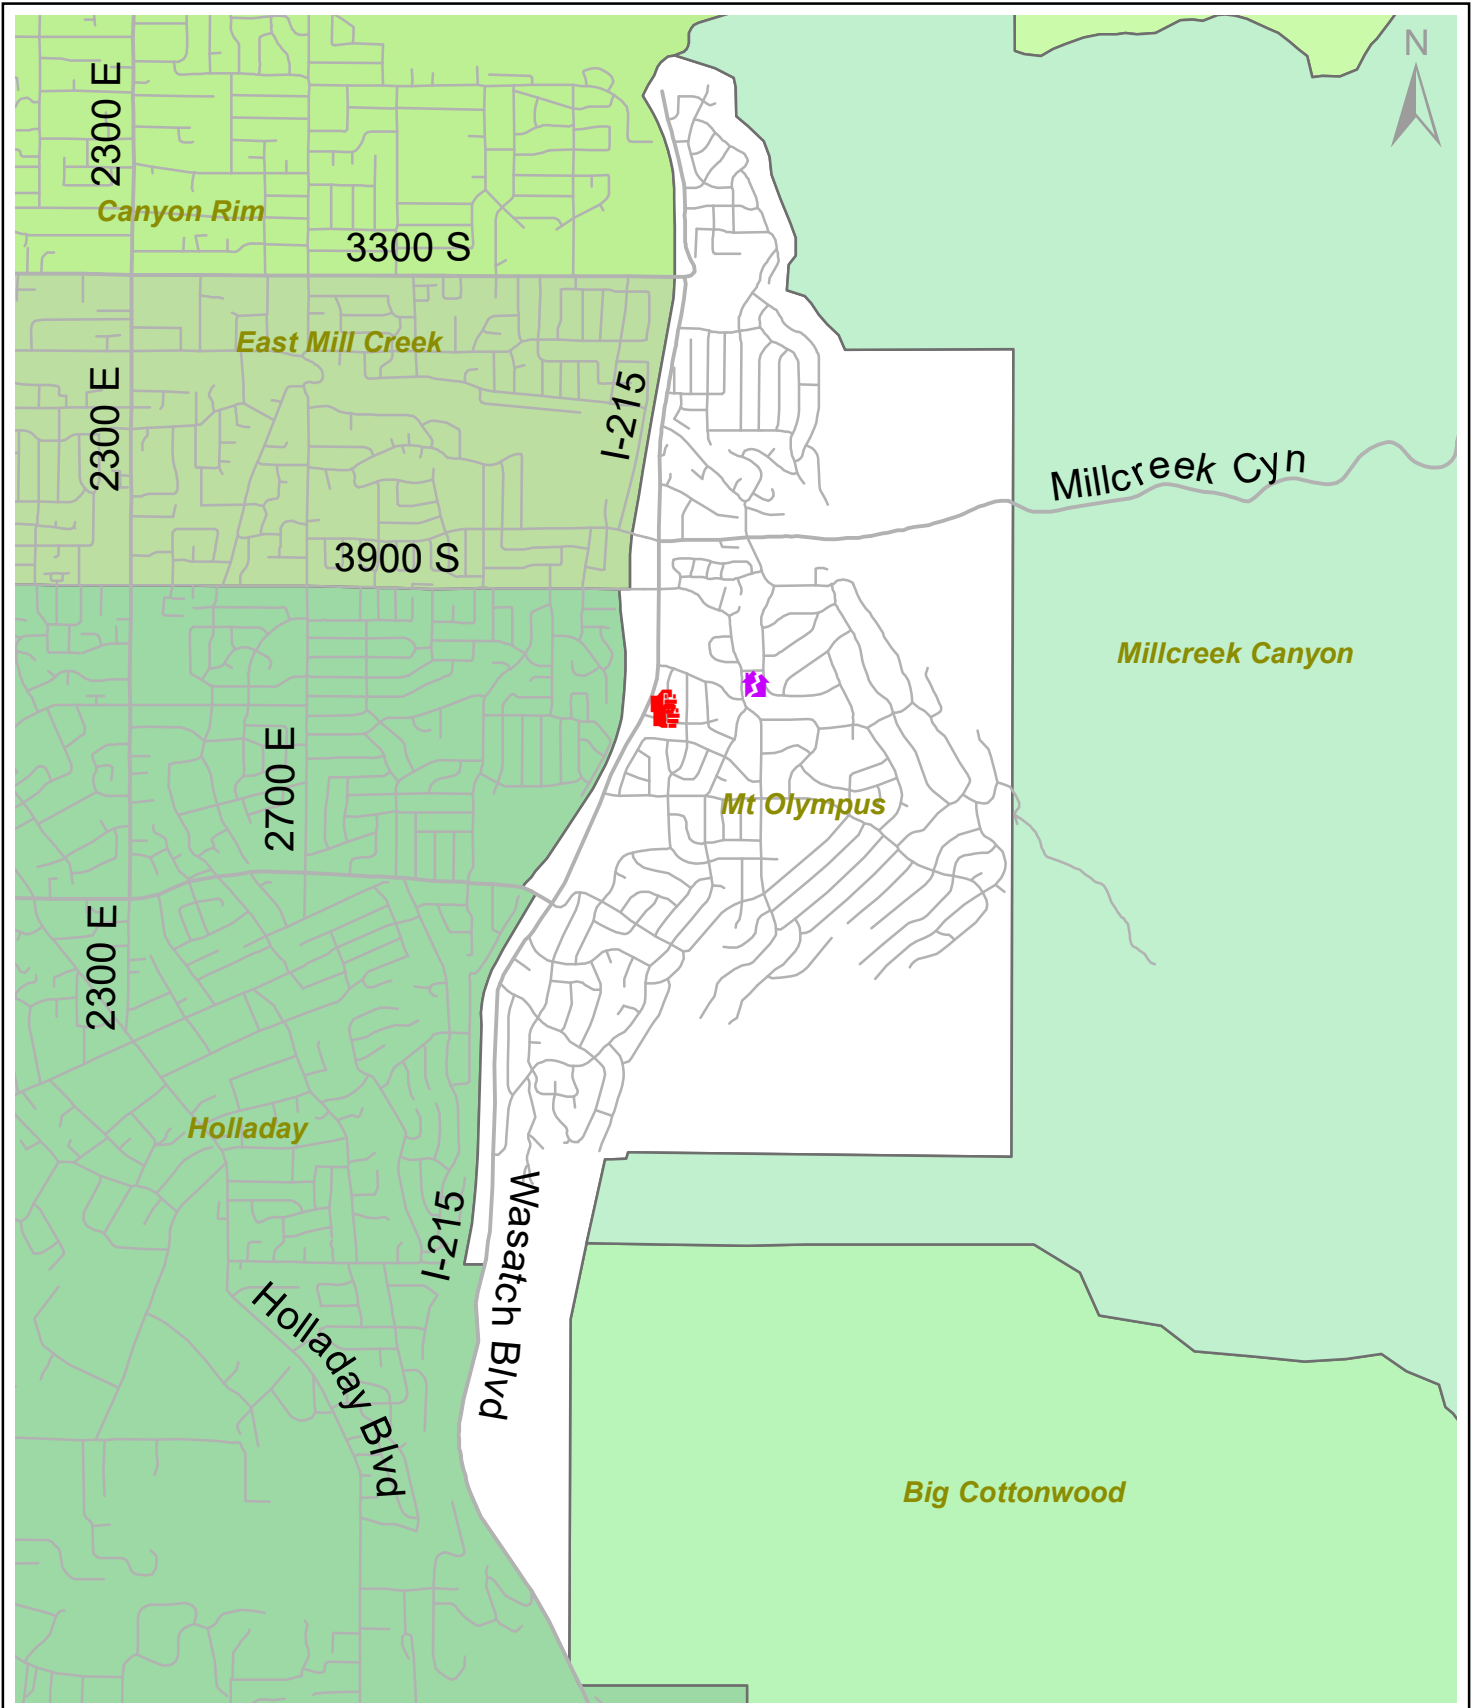 N
2300 E
Canyon Rim
3300 S
East Mill Creek
I-215
2300 E
Millcreek Cyn
3900 S
Millcreek Canyon
2700 E
Mt Olympus
2300 E
Holladay
I-215
Wasatch Blvd
Holladay Blvd
Big Cottonwood